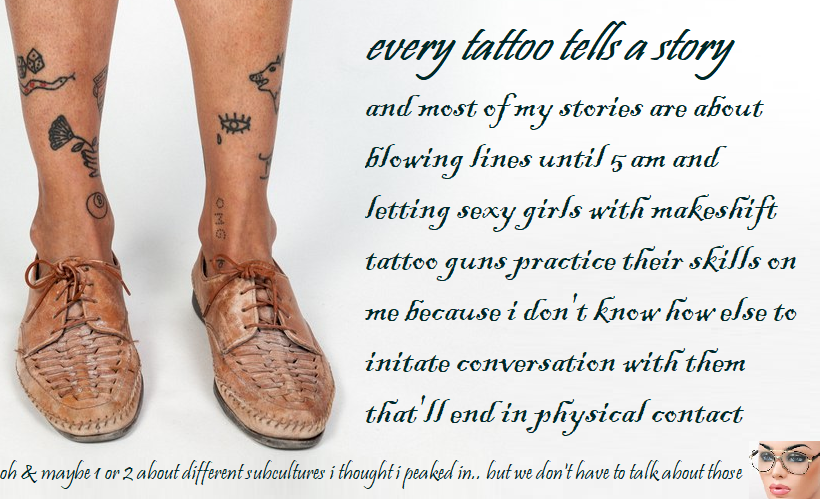 every tattoo tells a story
and most of my stories are about
blowing lines until 5 am and
letting sexy girls with makeshift
tattoo guns practice their skills on
me because i don't know how else to
initate conversation with them
that'll end in physical contact
oh & maybe 1 or 2 about different subcultures i thought i peaked in.. but we don't have to talk about those
OMG